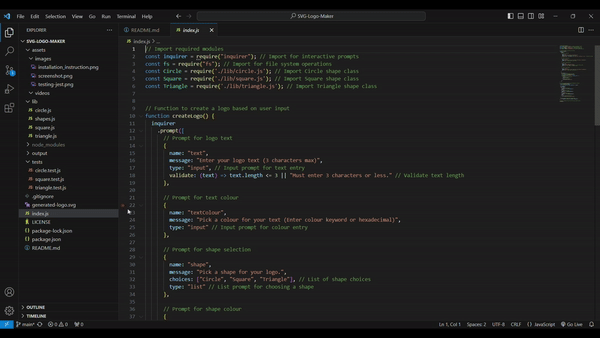 File Edit Selection View Go Run Terminal Help
SVG-Logo-Maker
EXPLORER
SVG-LOGO-MAKER
assets
images
installation_instruction.png
screenshot.png
testing-jest.png
videos
lib
circle.js
shapes.js
square.js
triangle.js
node_modules
output
tests
circle.test.js
square.test.js
triangle.test.js
.gitignore
generated-logo.svg
index.js
LICENSE
package-lock.json
package.json
README.md
OUTLINE
TIMELINE
README.md
index.js
index.js > ...
1 // Import required modules
2 const inquirer = require("inquirer"); // Import for interactive prompts
3 const fs = require("fs"); // Import for file system operations
4 const Circle = require('./lib/circle.js'); // Import Circle shape class
5 const Square = require('./lib/square.js'); // Import Square shape class
6 const Triangle = require('./lib/triangle.js'); // Import Triangle shape class
7
8
9 // Function to create a logo based on user input
10 function createLogo() {
11 inquirer
12 .prompt([
13 // Prompt for logo text
14 {
15 name: "text",
16 message: "Enter your logo text (3 characters max)",
17 type: "input", // Input prompt for text entry
18 validate: (text) => text.length <= 3 || "Must enter 3 characters or less." // Validate text length
19 },
20
21 // Prompt for text colour
22 {
name: "textColour",
24 message: "Pick a colour for your text (Enter colour keyword or hexadecimal)",
25 type: "input" // Input prompt for colour entry
26 },
27
28 // Prompt for shape selection
29 {
30 name: "shape",
31 message: "Pick a shape for your logo.",
32 choices: ["Circle", "Square", "Triangle"], // List of shape choices
33 type: "list" // List prompt for choosing a shape
34 },
35
36 // Prompt for shape colour
37 {
main* 0 0 0 Ln 1, Col 1 Spaces: 2 UTF-8 CRLF {} JavaScript Go Live